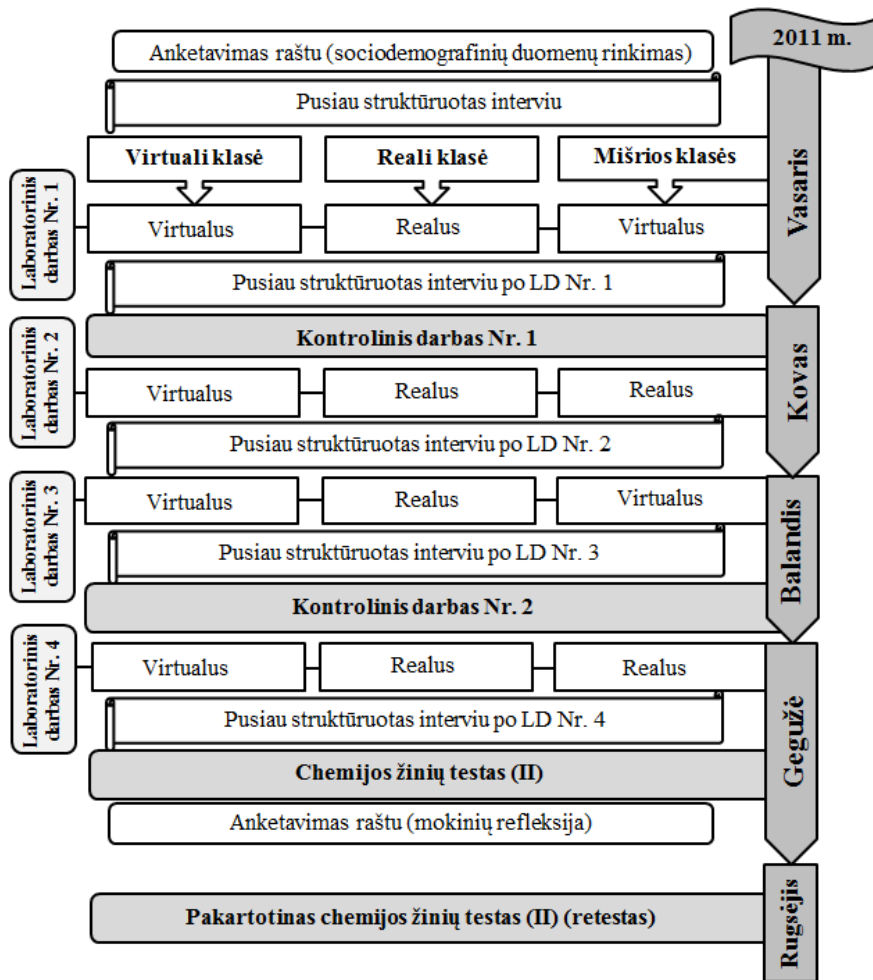 2011 m.
Anketavimas raštu (sociodemografinių duomenų rinkimas)
Pusiau struktūruotas interviu
Virtuali klasė
Reali klasė
Mišrios klasės
Vasaris
Laboratorinis
darbas Nr. 1
Virtualus
Realus
Virtualus
Pusiau struktūruotas interviu po LD Nr. 1
Kontrolinis darbas Nr. 1
Kovas
Laboratorinis
darbas Nr. 2
Virtualus
Realus
Realus
Pusiau struktūruotas interviu po LD Nr. 2
Laboratorinis
darbas Nr. 3
Virtualus
Realus
Virtualus
Balandis
Pusiau struktūruotas interviu po LD Nr. 3
Kontrolinis darbas Nr. 2
Laboratorinis
darbas Nr. 4
Virtualus
Realus
Realus
Gegužė
Pusiau struktūruotas interviu po LD Nr. 4
Chemijos žinių testas (II)
Anketavimas raštu (mokinių refleksija)
Pakartotinas chemijos žinių testas (II) (retestas)
Rugsėjis